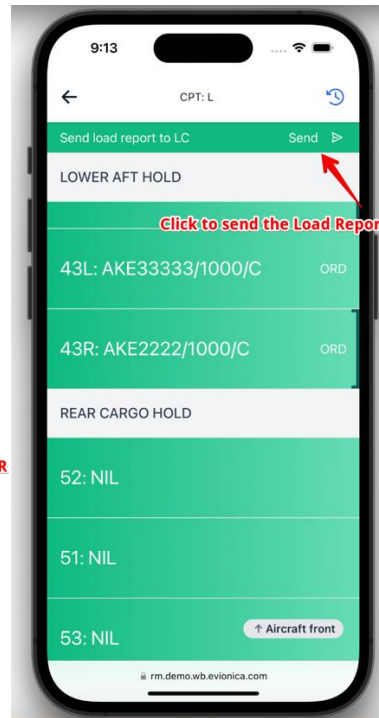 9:13
CPT: L
Send load report to LC Send
LOWER AFT HOLD
Click to send the Load Repor
43L: AKE33333/1000/C ORD
43R: AKE2222/1000/C ORD
REAR CARGO HOLD
R
52: NIL
51: NIL
53: NIL
↑ Aircraft front
rm.demo.wb.evionica.com